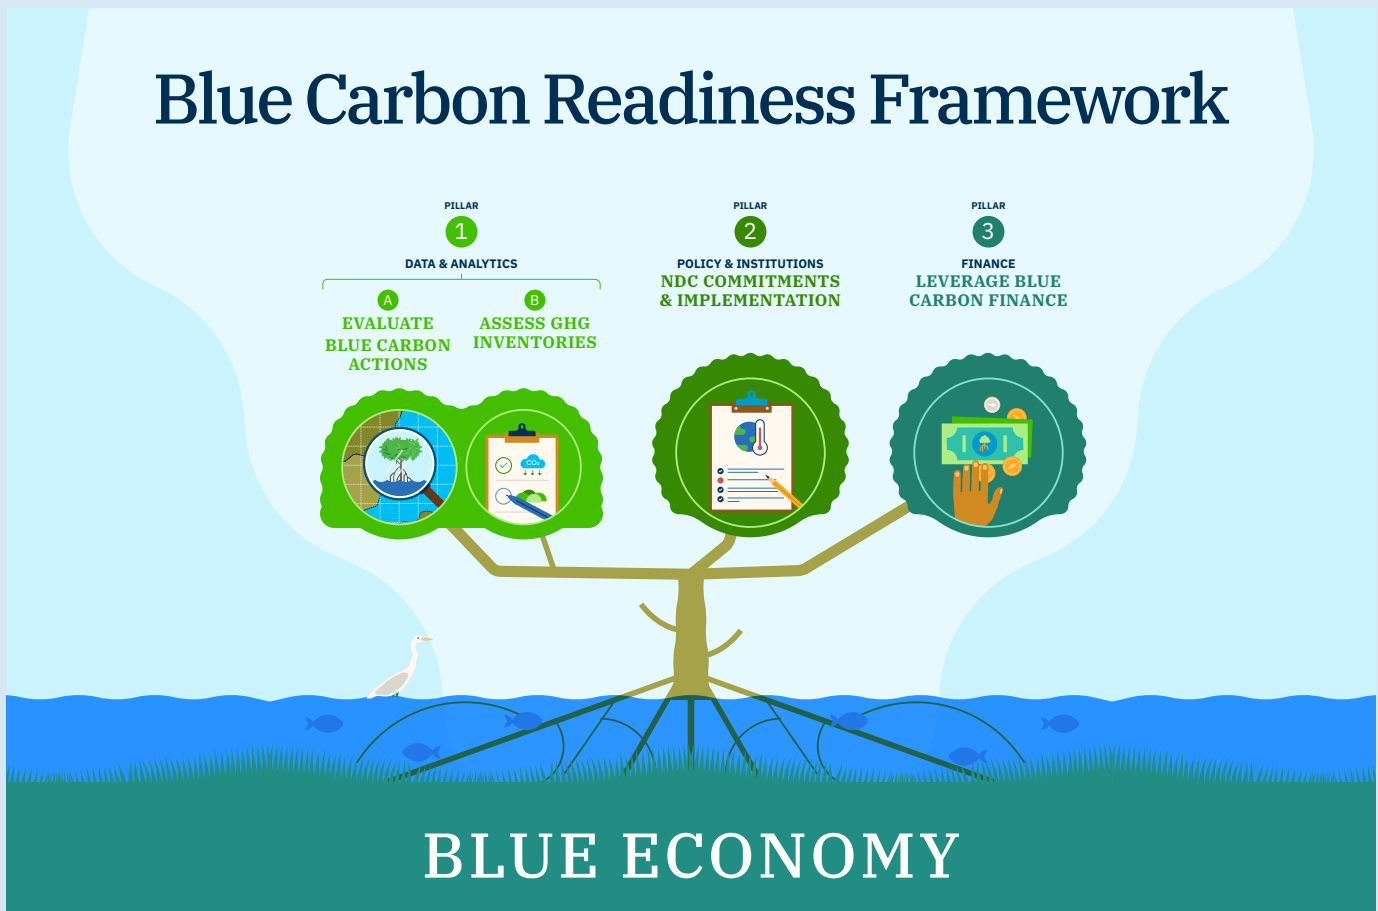 Blue Carbon Readiness Framework
PILLAR
1
DATA & ANALYTICS
A
EVALUATE
BLUE CARBON
ACTIONS
B
ASSESS GHG
INVENTORIES
PILLAR
2
POLICY & INSTITUTIONS
NDC COMMITMENTS
& IMPLEMENTATION
PILLAR
3
FINANCE
LEVERAGE BLUE
CARBON FINANCE
CO₂
BLUE ECONOMY